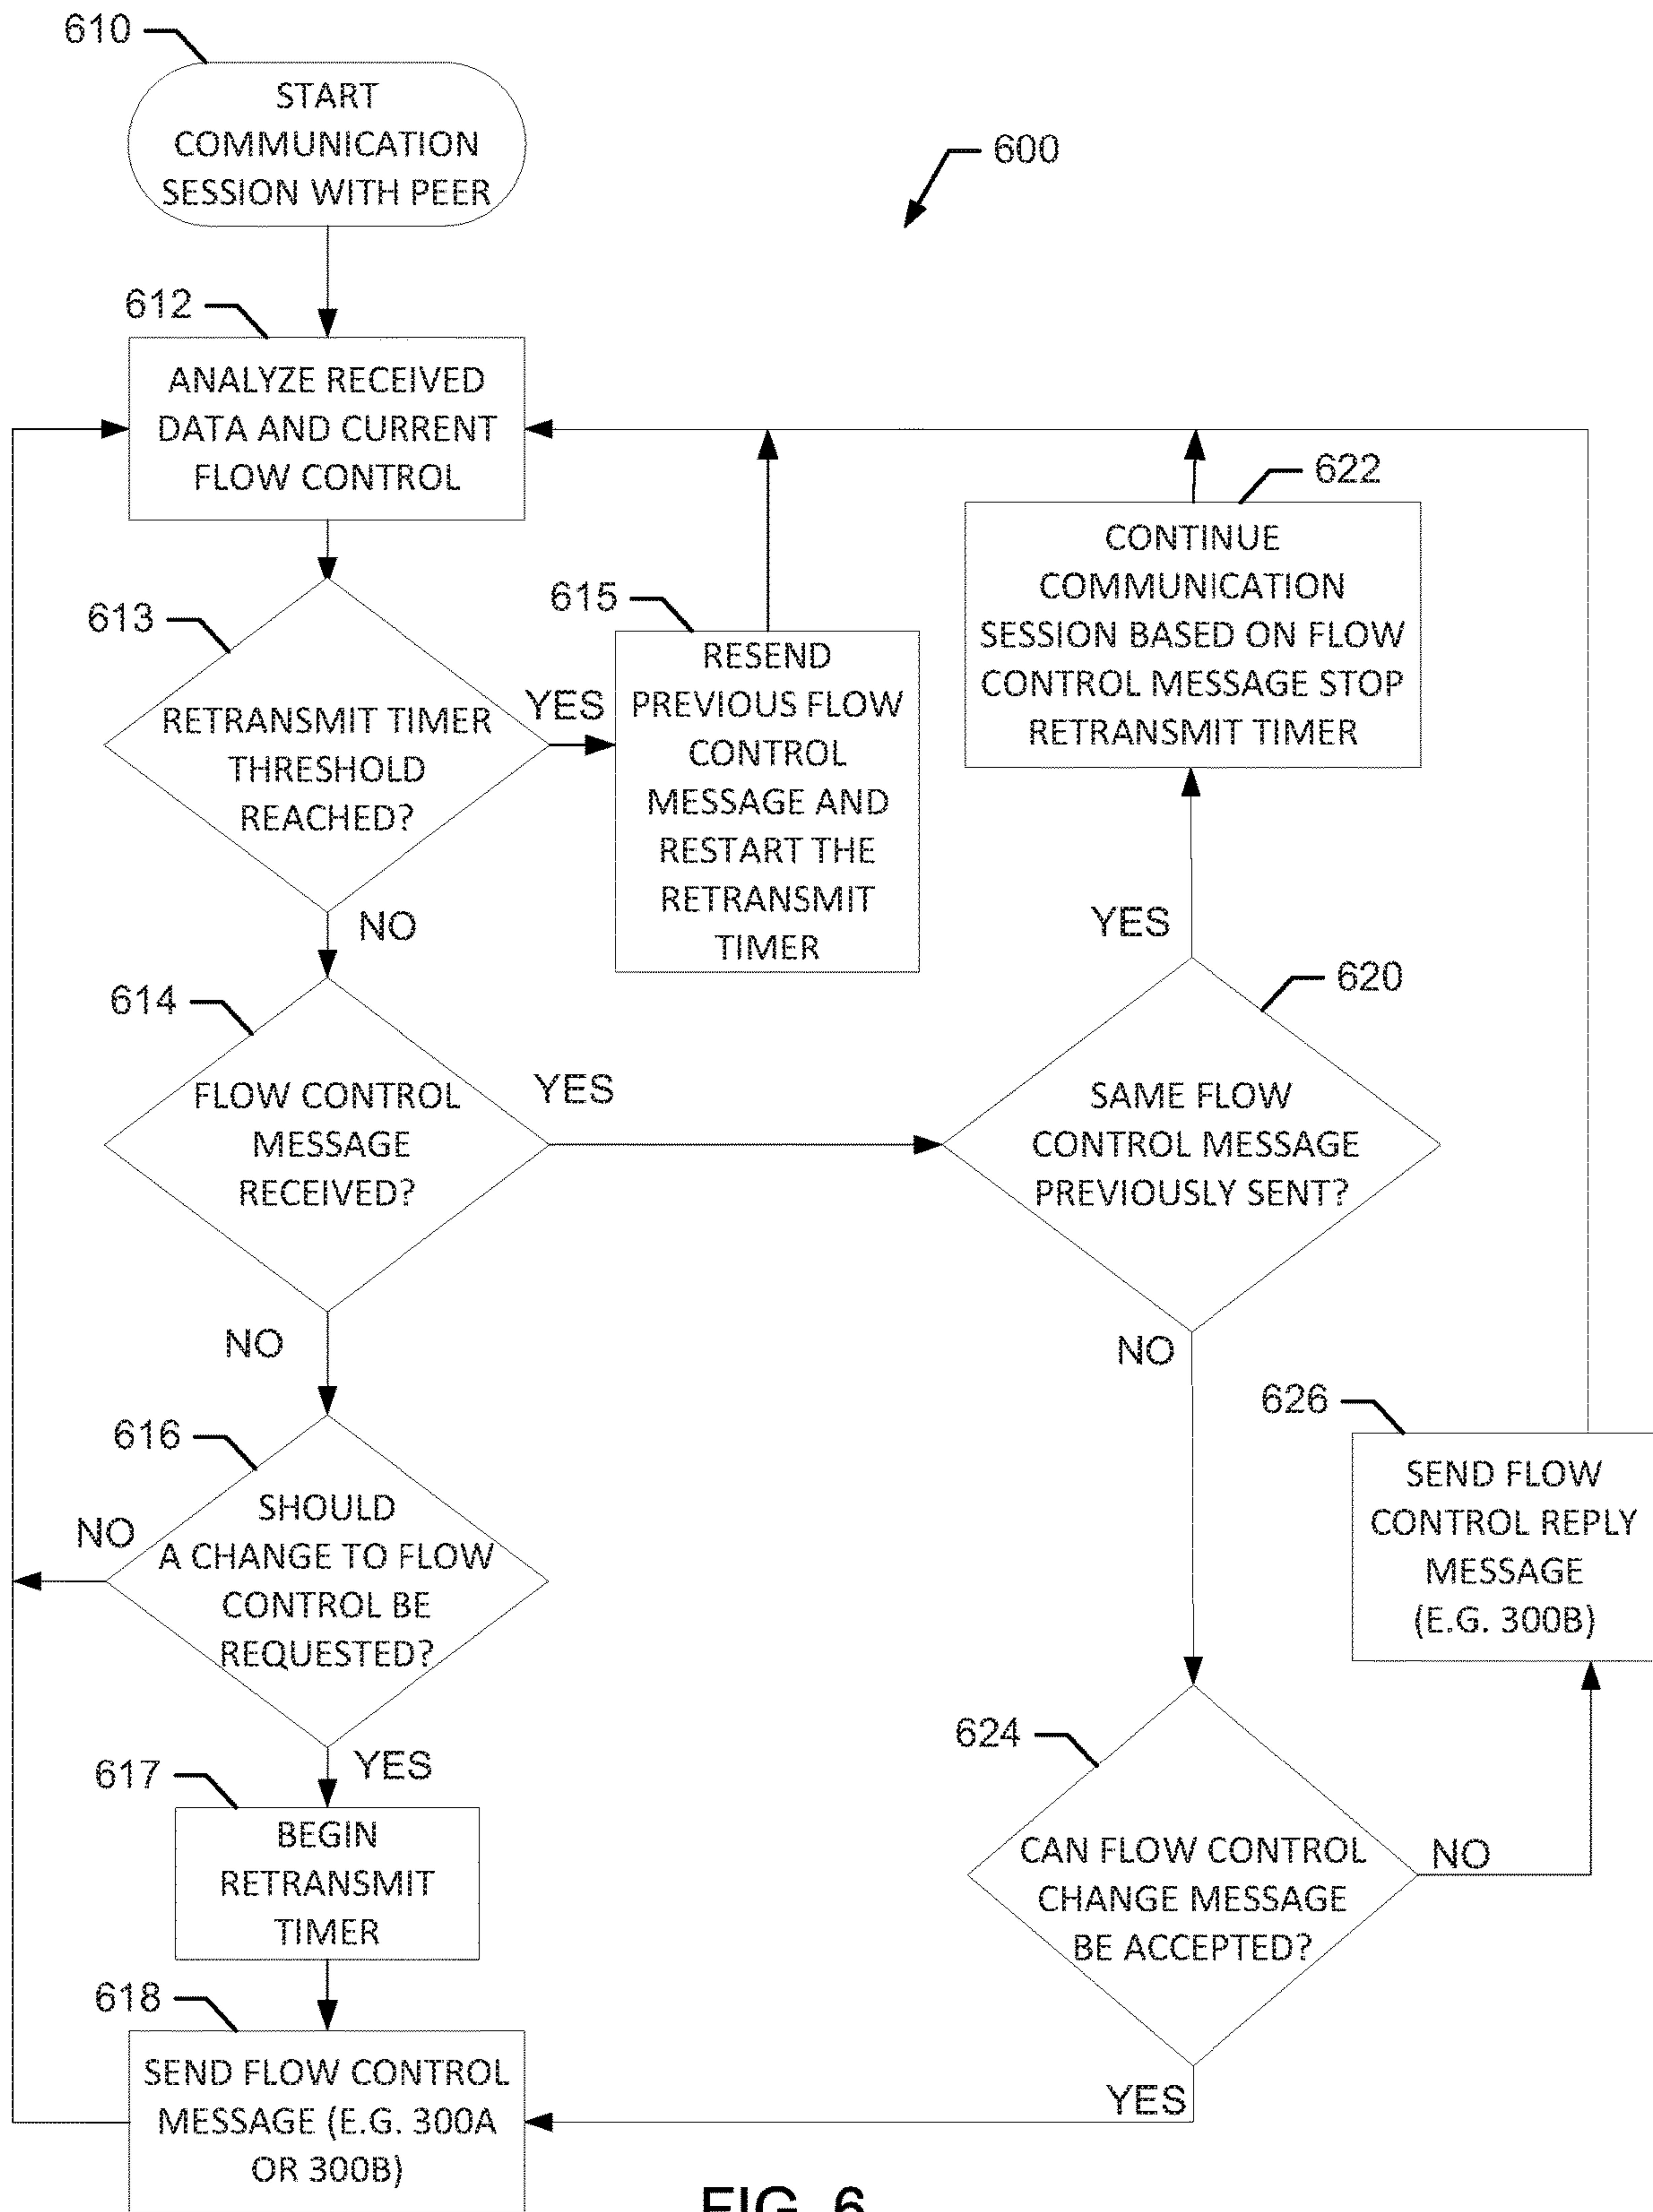 610
START
COMMUNICATION
SESSION WITH PEER
600
612
ANALYZE RECEIVED
DATA AND CURRENT
FLOW CONTROL
622
CONTINUE
COMMUNICATION
SESSION BASED ON FLOW
CONTROL MESSAGE STOP
RETRANSMIT TIMER
613
RETRANSMIT TIMER
THRESHOLD
REACHED?
YES
615
RESEND
PREVIOUS FLOW
CONTROL
MESSAGE AND
RESTART THE
RETRANSMIT
TIMER
NO
YES
614
FLOW CONTROL
MESSAGE
RECEIVED?
YES
620
SAME FLOW
CONTROL MESSAGE
PREVIOUSLY SENT?
NO
NO
616
SHOULD
A CHANGE TO FLOW
CONTROL BE
REQUESTED?
NO
626
SEND FLOW
CONTROL REPLY
MESSAGE
(E.G. 300B)
YES
617
BEGIN
RETRANSMIT
TIMER
624
CAN FLOW CONTROL
CHANGE MESSAGE
BE ACCEPTED?
NO
618
SEND FLOW CONTROL
MESSAGE (E.G. 300A
OR 300B)
YES
FIG. 6